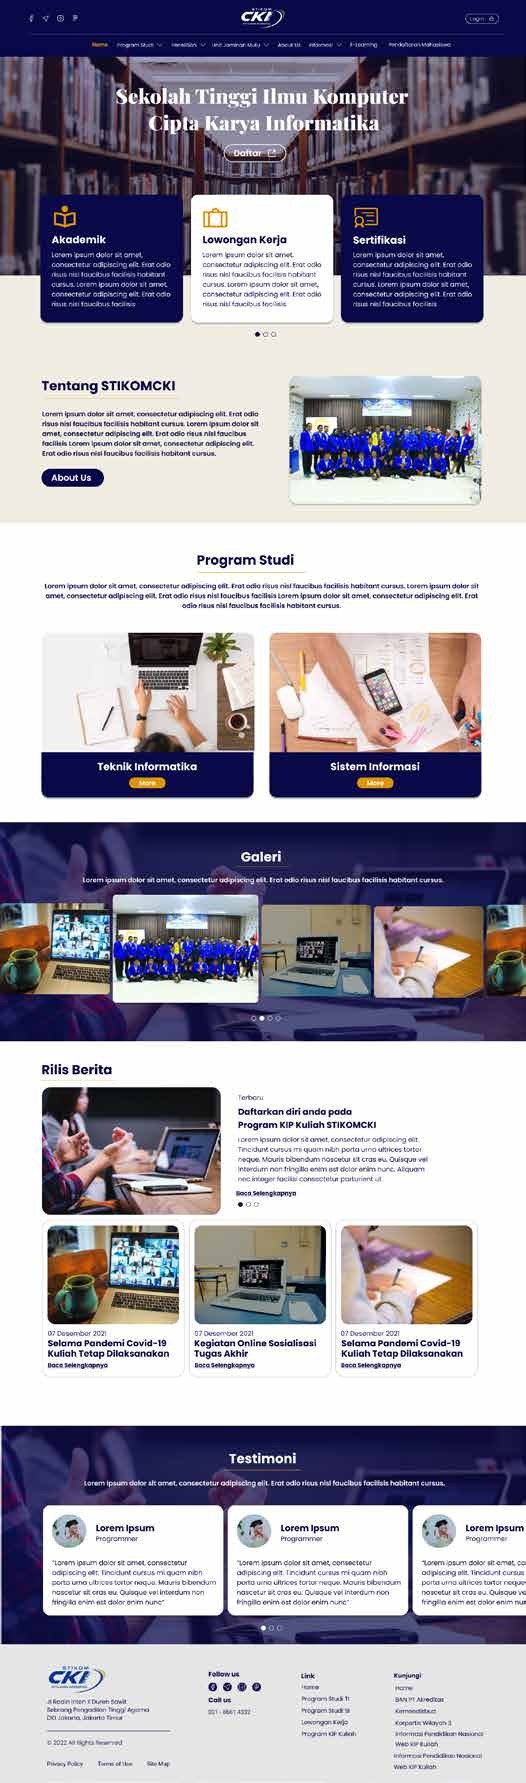 Login
STIKOM
CKI
Home Program Studi Penelitian Unit Jaminan Mutu About Us Informasi E-Learning Pendaftaran Mahasiswa
Sekolah Tinggi Ilmu Komputer
Cipta Karya Informatika
Daftar
Akademik
Lorem ipsum dolor sit amet,
consectetur adipiscing elit. Erat odio
risus nisl faucibus facilisis habitant
cursus. Lorem ipsum dolor sit amet,
consectetur adipiscing elit. Erat odio
risus nisl faucibus facilisis
Lowongan Kerja
Lorem ipsum dolor sit amet,
consectetur adipiscing elit. Erat odio
risus nisl faucibus facilisis habitant
cursus. Lorem ipsum dolor sit amet,
consectetur adipiscing elit. Erat odio
risus nisl faucibus facilisis
Sertifikasi
Lorem ipsum dolor sit amet,
consectetur adipiscing elit. Erat odio
risus nisl faucibus facilisis habitant
cursus. Lorem ipsum dolor sit amet,
consectetur adipiscing elit. Erat odio
risus nisl faucibus facilisis
Tentang STIKOMCKI
Lorem ipsum dolor sit amet, consectetur adipiscing elit. Erat odio
risus nisl faucibus facilisis habitant cursus. Lorem ipsum dolor sit
amet, consectetur adipiscing elit. Erat odio risus nisl faucibus
facilisis Lorem ipsum dolor sit amet, consectetur adipiscing elit.
Erat odio risus nisl faucibus facilisis habitant cursus.
About Us
Program Studi
Lorem ipsum dolor sit amet, consectetur adipiscing elit. Erat odio risus nisl faucibus facilisis habitant cursus. Lorem ipsum dolor sit
amet, consectetur adipiscing elit. Erat odio risus nisl faucibus facilisis Lorem ipsum dolor sit amet, consectetur adipiscing elit. Erat
odio risus nisl faucibus facilisis habitant cursus.
Teknik Informatika
More
Sistem Informasi
More
Galeri
Lorem ipsum dolor sit amet, consectetur adipiscing elit. Erat odio risus nisl faucibus facilisis habitant cursus.
Rilis Berita
Terbaru
Daftarkan diri anda pada
Program KIP Kuliah STIKOMCKI
Lorem ipsum dolor sit amet, consectetur adipiscing elit.
Tincidunt cursus mi quam nibh porta urna ultrices tortor
neque. Mauris bibendum nascetur sit cras eu. Quisque vel
interdum non fringilla enim est dolor enim nunc. Aliquam
nec integer facilisi consectetur parturient ut
Baca Selengkapnya
07 Desember 2021
Selama Pandemi Covid-19
Kuliah Tetap Dilaksanakan
Baca Selengkapnya
07 Desember 2021
Kegiatan Online Sosialisasi
Tugas Akhir
Baca Selengkapnya
07 Desember 2021
Selama Pandemi Covid-19
Kuliah Tetap Dilaksanakan
Baca Selengkapnya
Testimoni
Lorem ipsum dolor sit amet, consectetur adipiscing elit. Erat odio risus nisl faucibus facilisis habitant cursus.
Lorem Ipsum
Programmer
"Lorem ipsum dolor sit amet, consectetur
adipiscing elit. Tincidunt cursus mi quam nibh
porta urna ultrices tortor neque. Mauris bibendum
nascetur sit cras eu. Quisque vel interdum non
fringilla enim est dolor enim nunc"
Lorem Ipsum
Programmer
"Lorem ipsum dolor sit amet, consectetur
adipiscing elit. Tincidunt cursus mi quam nibh
porta urna ultrices tortor neque. Mauris bibendum
nascetur sit cras eu. Quisque vel interdum non
fringilla enim est dolor enim nunc"
Lorem Ipsum
Programmer
"Lorem ipsum dolor sit amet, co
adipiscing elit. Tincidunt cursus
porta urna ultrices tortor neque
nascetur sit cras eu. Quisque ve
fringilla enim est dolor enim nun
STIKOM
CKI
Jl Radin Inten II Duren Sawit
Sebrang Pengadilan Tinggi Agama
DKI Jakarta, Jakarta Timur
© 2022 All Rights Reserved
Privacy Policy Terms of Use Site Map
Follow us
Call us
021 - 8661 4332
Link
Home
Program Studi TI
Program Studi SI
Lowongan Kerja
Program KIP Kuliah
Kunjungi
Home
BAN PT Akreditas
Kopertis Wilayah 3
Informasi Pendidikan Nasional
Web KIP Kuliah
Informasi Pendidikan Nasional
Web KIP Kuliah